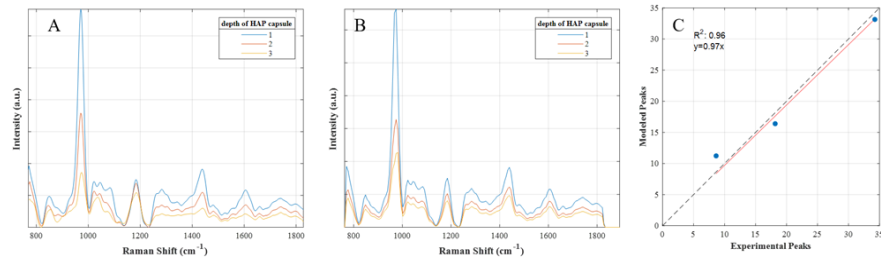 A
depth of HAP capsule
1
2
3
Intensity (a.u.)
800 1000 1200 1400 1600 1800
Raman Shift (cm⁻¹)
B
depth of HAP capsule
1
2
3
Intensity (a.u.)
800 1000 1200 1400 1600 1800
Raman Shift (cm⁻¹)
C
R²: 0.96
y=0.97x
Modeled Peaks
35
30
25
20
15
10
5
0
0 5 10 15 20 25 30 35
Experimental Peaks